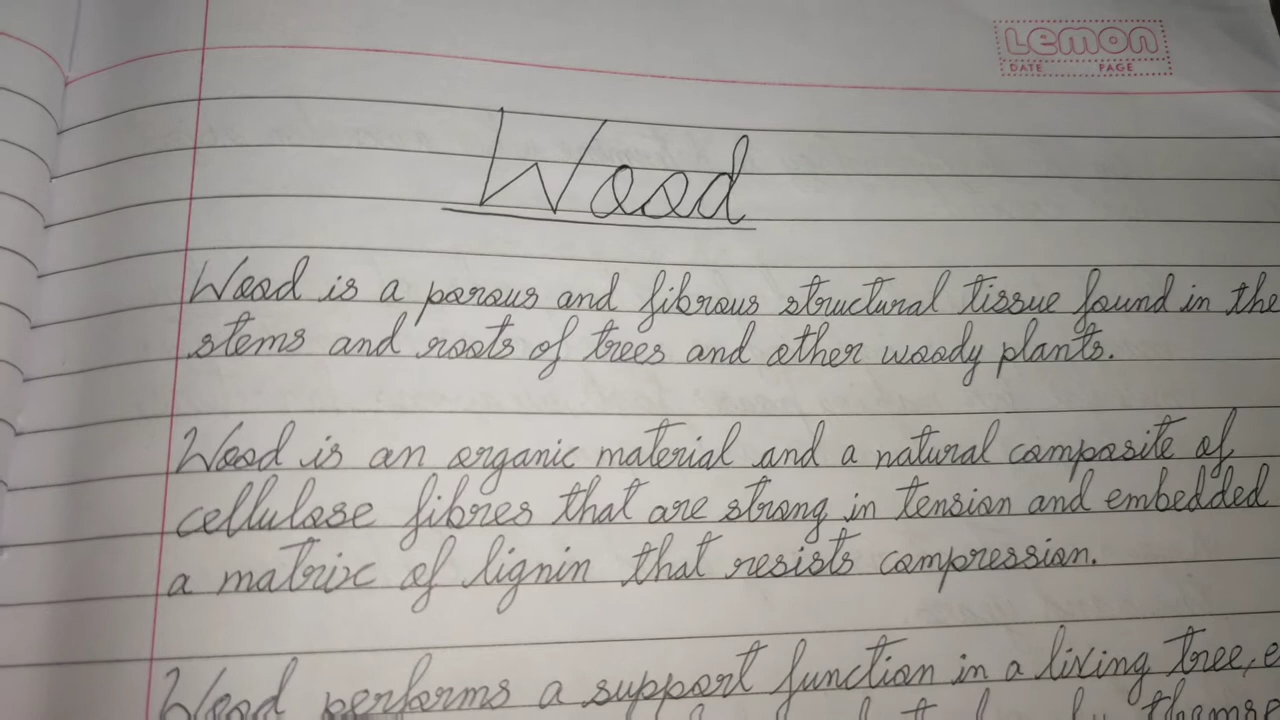 Lemon
DATE PAGE
Wood
Wood is a porous and fibrous structural tissue found in the
stems and roots of trees and other woody plants.
Wood is an organic material and a natural composite of
cellulose fibres that are strong in tension and embedded
a matrix of lignin that resists compression.
Wood performs a support function in a living tree, e